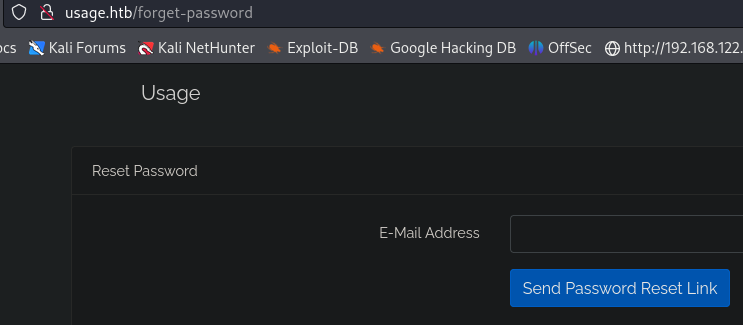 usage.htb/forget-password
ocs Kali Forums Kali NetHunter Exploit-DB Google Hacking DB OffSec http://192.168.122.
Usage
Reset Password
E-Mail Address
Send Password Reset Link